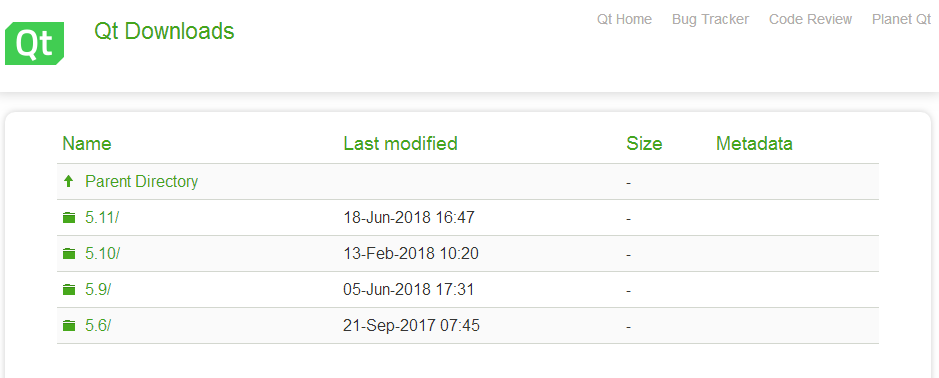 Qt
Qt Downloads
Qt Home Bug Tracker Code Review Planet Qt
Name Last modified Size Metadata
Parent Directory -
5.11/ 18-Jun-2018 16:47 -
5.10/ 13-Feb-2018 10:20 -
5.9/ 05-Jun-2018 17:31 -
5.6/ 21-Sep-2017 07:45 -